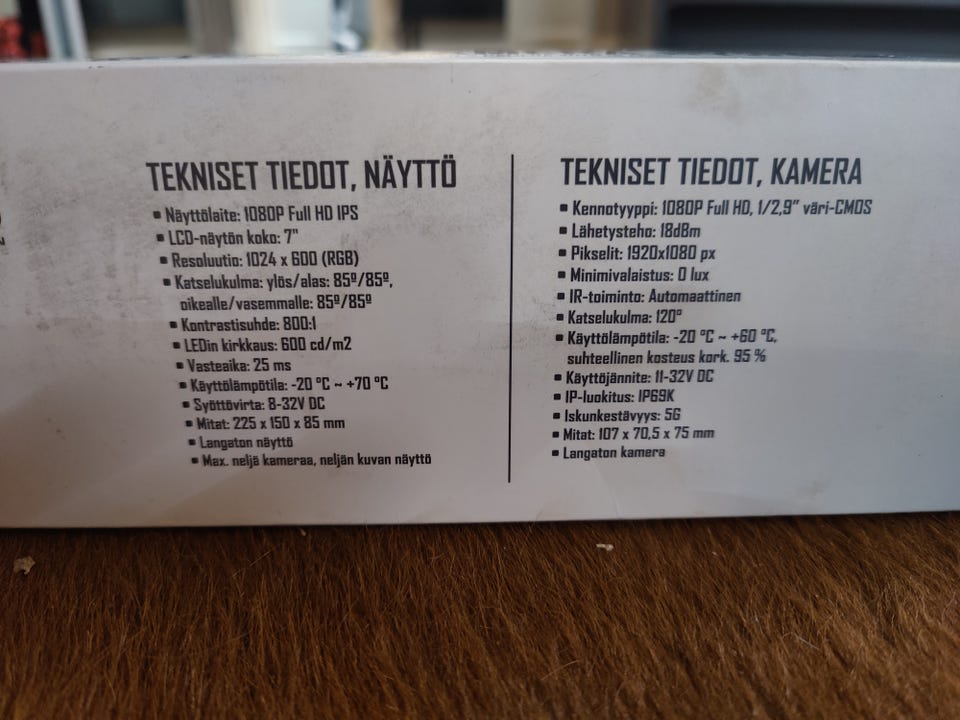 TEKNISET TIEDOT, NÄYTTÖ
▪ Näyttölaite: 1080P Full HD IPS
▪ LCD-näytön koko: 7"
▪ Resoluutio: 1024 x 600 (RGB)
▪ Katselukulma: ylös/alas: 85º/85º,
oikealle/vasemmalle: 85º/85º
▪ Kontrastisuhde: 800:1
▪ LEDin kirkkaus: 600 cd/m2
▪ Vasteaika: 25 ms
▪ Käyttölämpötila: -20 °C ~ +70 °C
▪ Syöttövirta: 8-32V DC
▪ Mitat: 225 x 150 x 85 mm
▪ Langaton näyttö
▪ Max. neljä kameraa, neljän kuvan näyttö
TEKNISET TIEDOT, KAMERA
▪ Kennotyyppi: 1080P Full HD, 1/2,9" väri-CMOS
▪ Lähetysteho: 18dBm
▪ Pikselit: 1920x1080 px
▪ Minimivalaistus: 0 lux
▪ IR-toiminto: Automaattinen
▪ Katselukulma: 120°
▪ Käyttölämpötila: -20 °C ~ +60 °C,
suhteellinen kosteus kork. 95 %
▪ Käyttöjännite: 11-32V DC
▪ IP-luokitus: IP69K
▪ Iskunkestävyys: 5G
▪ Mitat: 107 x 70,5 x 75 mm
▪ Langaton kamera